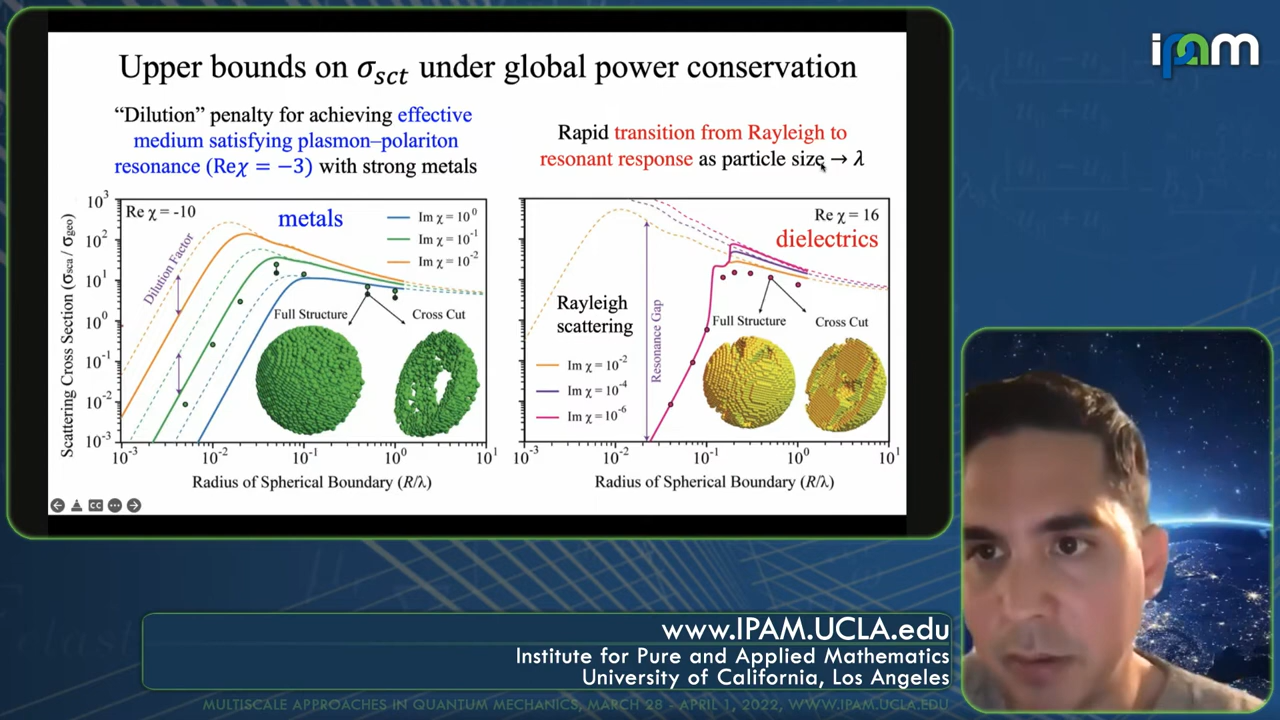 ipam
Upper bounds on σsct under global power conservation
“Dilution” penalty for achieving effective
medium satisfying plasmon–polariton
resonance (Reχ = −3) with strong metals
Rapid transition from Rayleigh to
resonant response as particle size → λ
Scattering Cross Section (σsca / σgeo)
10³
10²
10¹
10⁰
10⁻¹
10⁻²
10⁻³
Re χ = -10
metals
Im χ = 10⁰
Im χ = 10⁻¹
Im χ = 10⁻²
Dilution Factor
Full Structure
Cross Cut
10⁻³ 10⁻² 10⁻¹ 10⁰ 10¹
Radius of Spherical Boundary (R/λ)
Re χ = 16
dielectrics
Rayleigh
scattering
Resonance Gap
Full Structure
Cross Cut
Im χ = 10⁻²
Im χ = 10⁻⁴
Im χ = 10⁻⁶
10⁻³ 10⁻² 10⁻¹ 10⁰ 10¹
Radius of Spherical Boundary (R/λ)
CC
www.IPAM.UCLA.edu
Institute for Pure and Applied Mathematics
University of California, Los Angeles
MULTISCALE APPROACHES IN QUANTUM MECHANICS, MARCH 28 - APRIL 1, 2022, WWW.IPAM.UCLA.EDU